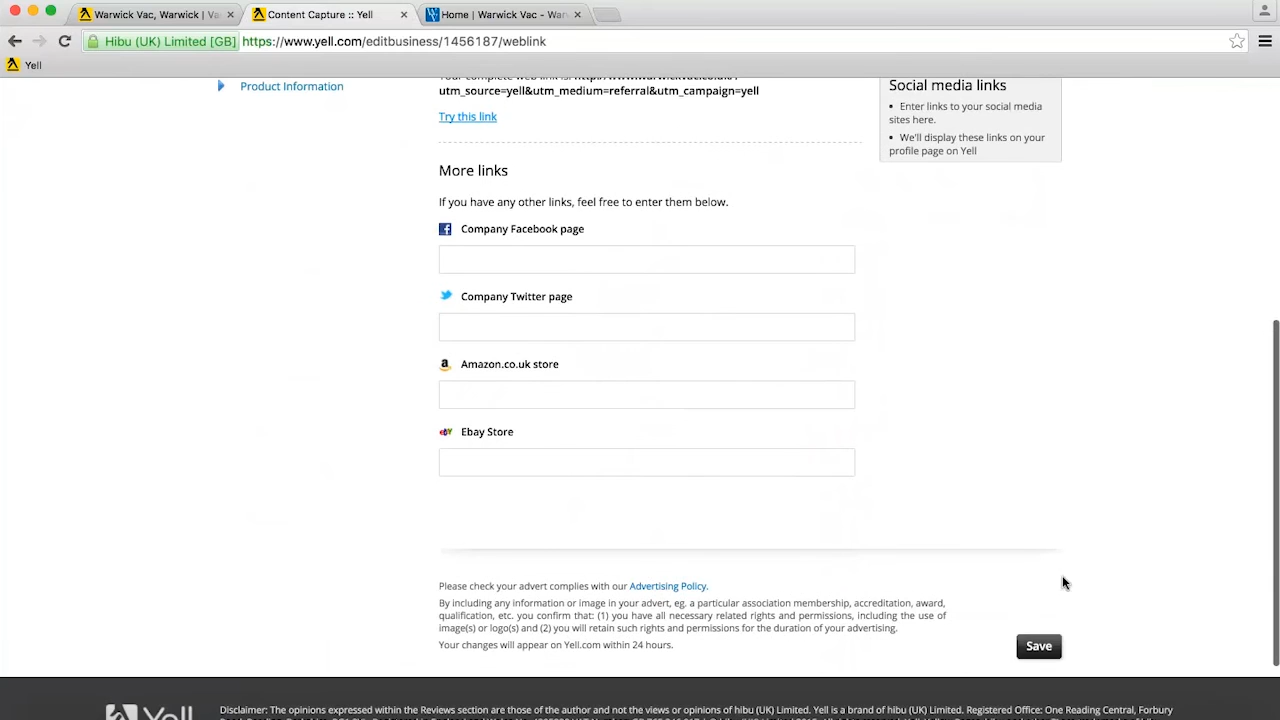 Warwick Vac, Warwick | Va
Content Capture :: Yell
Home | Warwick Vac - War
Hibu (UK) Limited [GB]
https://www.yell.com/editbusiness/1456187/weblink
Yell
Product Information
utm_source=yell&utm_medium=referral&utm_campaign=yell
Try this link
Social media links
Enter links to your social media
sites here.
We'll display these links on your
profile page on Yell
More links
If you have any other links, feel free to enter them below.
Company Facebook page
Company Twitter page
Amazon.co.uk store
Ebay Store
Please check your advert complies with our Advertising Policy.
By including any information or image in your advert, eg. a particular association membership, accreditation, award,
qualification, etc. you confirm that: (1) you have all necessary related rights and permissions, including the use of
image(s) or logo(s) and (2) you will retain such rights and permissions for the duration of your advertising.
Your changes will appear on Yell.com within 24 hours.
Save
Yell
Disclaimer: The opinions expressed within the Reviews section are those of the author and not the views or opinions of hibu (UK) Limited. Yell is a brand of hibu (UK) Limited. Registered Office: One Reading Central, Forbury